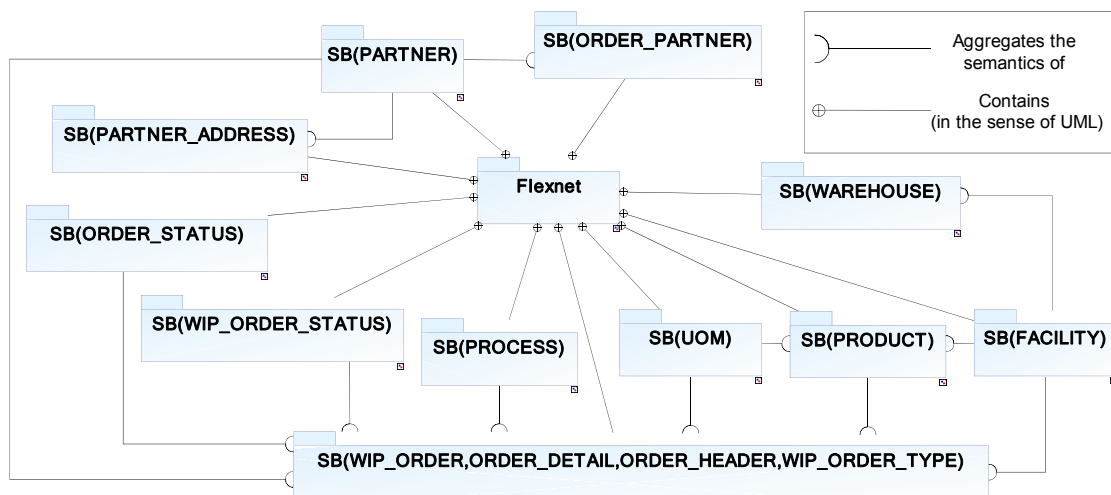 SB(PARTNER)
SB(ORDER_PARTNER)
Aggregates the
semantics of
Contains
(in the sense of UML)
SB(PARTNER_ADDRESS)
Flexnet
SB(WAREHOUSE)
SB(ORDER_STATUS)
SB(WIP_ORDER_STATUS)
SB(PROCESS)
SB(UOM)
SB(PRODUCT)
SB(FACILITY)
SB(WIP_ORDER,ORDER_DETAIL,ORDER_HEADER,WIP_ORDER_TYPE)